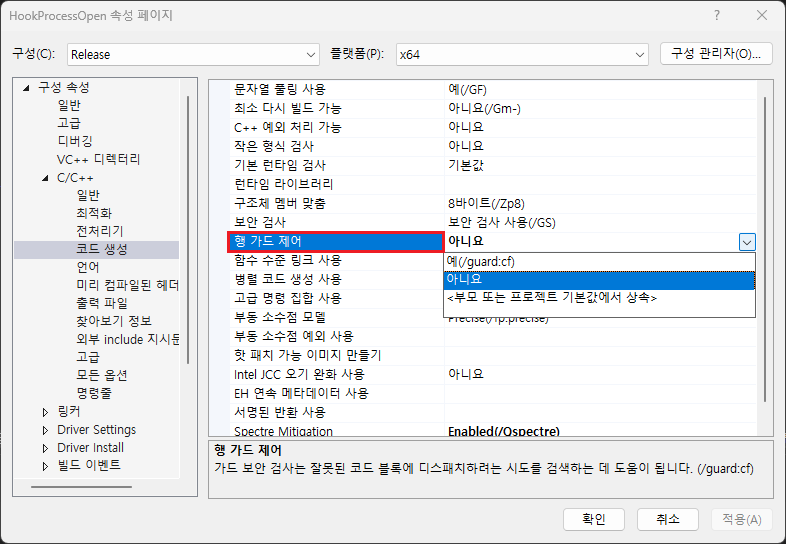 HookProcessOpen 속성 페이지
구성(C): Release 플랫폼(P): x64 구성 관리자(O)...
구성 속성
일반
고급
디버깅
VC++ 디렉터리
C/C++
일반
최적화
전처리기
코드 생성
언어
미리 컴파일된 헤더
출력 파일
찾아보기 정보
외부 include 지시문
고급
모든 옵션
명령줄
링커
Driver Settings
Driver Install
빌드 이벤트
문자열 풀링 사용 예(/GF)
최소 다시 빌드 가능 아니요(/Gm-)
C++ 예외 처리 가능 아니요
작은 형식 검사 아니요
기본 런타임 검사 기본값
런타임 라이브러리
구조체 멤버 맞춤 8바이트(/Zp8)
보안 검사 보안 검사 사용(/GS)
행 가드 제어 아니요
함수 수준 링크 사용
병렬 코드 생성 사용
고급 명령 집합 사용
부동 소수점 모델
예(/guard:cf)
아니요
<부모 또는 프로젝트 기본값에서 상속>
Precise(/fp:precise)
부동 소수점 예외 사용
핫 패치 가능 이미지 만들기
Intel JCC 오기 완화 사용 아니요
EH 연속 메타데이터 사용
서명된 반환 사용
Spectre Mitigation Enabled(/Qspectre)
행 가드 제어
가드 보안 검사는 잘못된 코드 블록에 디스패치하려는 시도를 검색하는 데 도움이 됩니다. (/guard:cf)
확인 취소 적용(A)